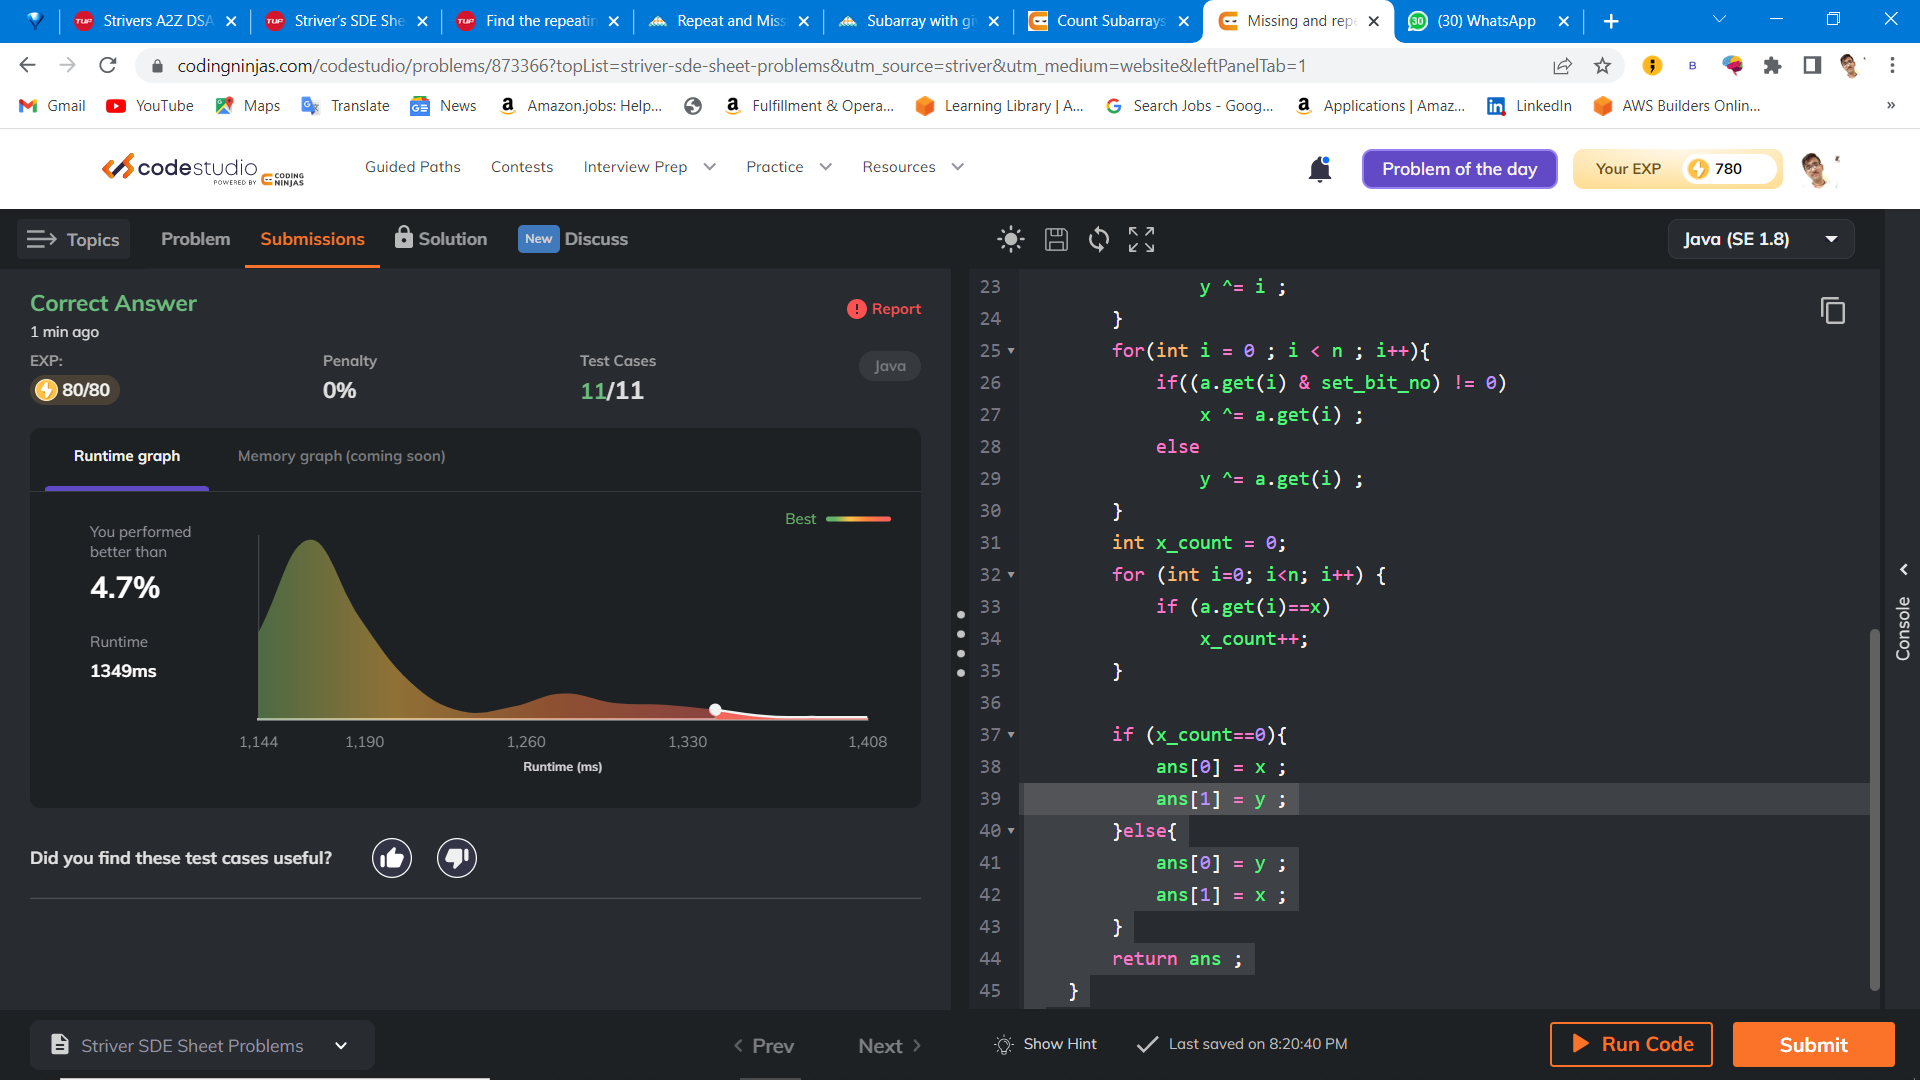 Strivers A2Z DSA
Striver's SDE She
Find the repeatin
Repeat and Miss
Subarray with gi
Count Subarrays
Missing and repe
(30) WhatsApp
codingninjas.com/codestudio/problems/873366?topList=striver-sde-sheet-problems&utm_source=striver&utm_medium=website&leftPanelTab=1
Gmail
YouTube
Maps
Translate
News
Amazon.jobs: Help...
Fulfillment & Opera...
Learning Library | A...
Search Jobs - Goog...
Applications | Amaz...
LinkedIn
AWS Builders Onlin...
»
codestudio
POWERED BY CODING NINJAS
Guided Paths
Contests
Interview Prep
Practice
Resources
Problem of the day
Your EXP 780
Topics
Problem
Submissions
Solution
New Discuss
Java (SE 1.8)
Correct Answer
1 min ago
Report
EXP:
80/80
Penalty
0%
Test Cases
11/11
Java
Runtime graph
Memory graph (coming soon)
You performed
better than
4.7%
Runtime
1349ms
Best
1,144 1,190 1,260 1,330 1,408
Runtime (ms)
Did you find these test cases useful?
23 y ^= i ;
24 }
25 for(int i = 0 ; i < n ; i++){
26 if((a.get(i) & set_bit_no) != 0)
27 x ^= a.get(i) ;
28 else
29 y ^= a.get(i) ;
30 }
31 int x_count = 0;
32 for (int i=0; i<n; i++) {
33 if (a.get(i)==x)
34 x_count++;
35 }
36
37 if (x_count==0){
38 ans[0] = x ;
39 ans[1] = y ;
40 }else{
41 ans[0] = y ;
42 ans[1] = x ;
43 }
44 return ans ;
45 }
Console
Striver SDE Sheet Problems
Prev
Next
Show Hint
Last saved on 8:20:40 PM
Run Code
Submit